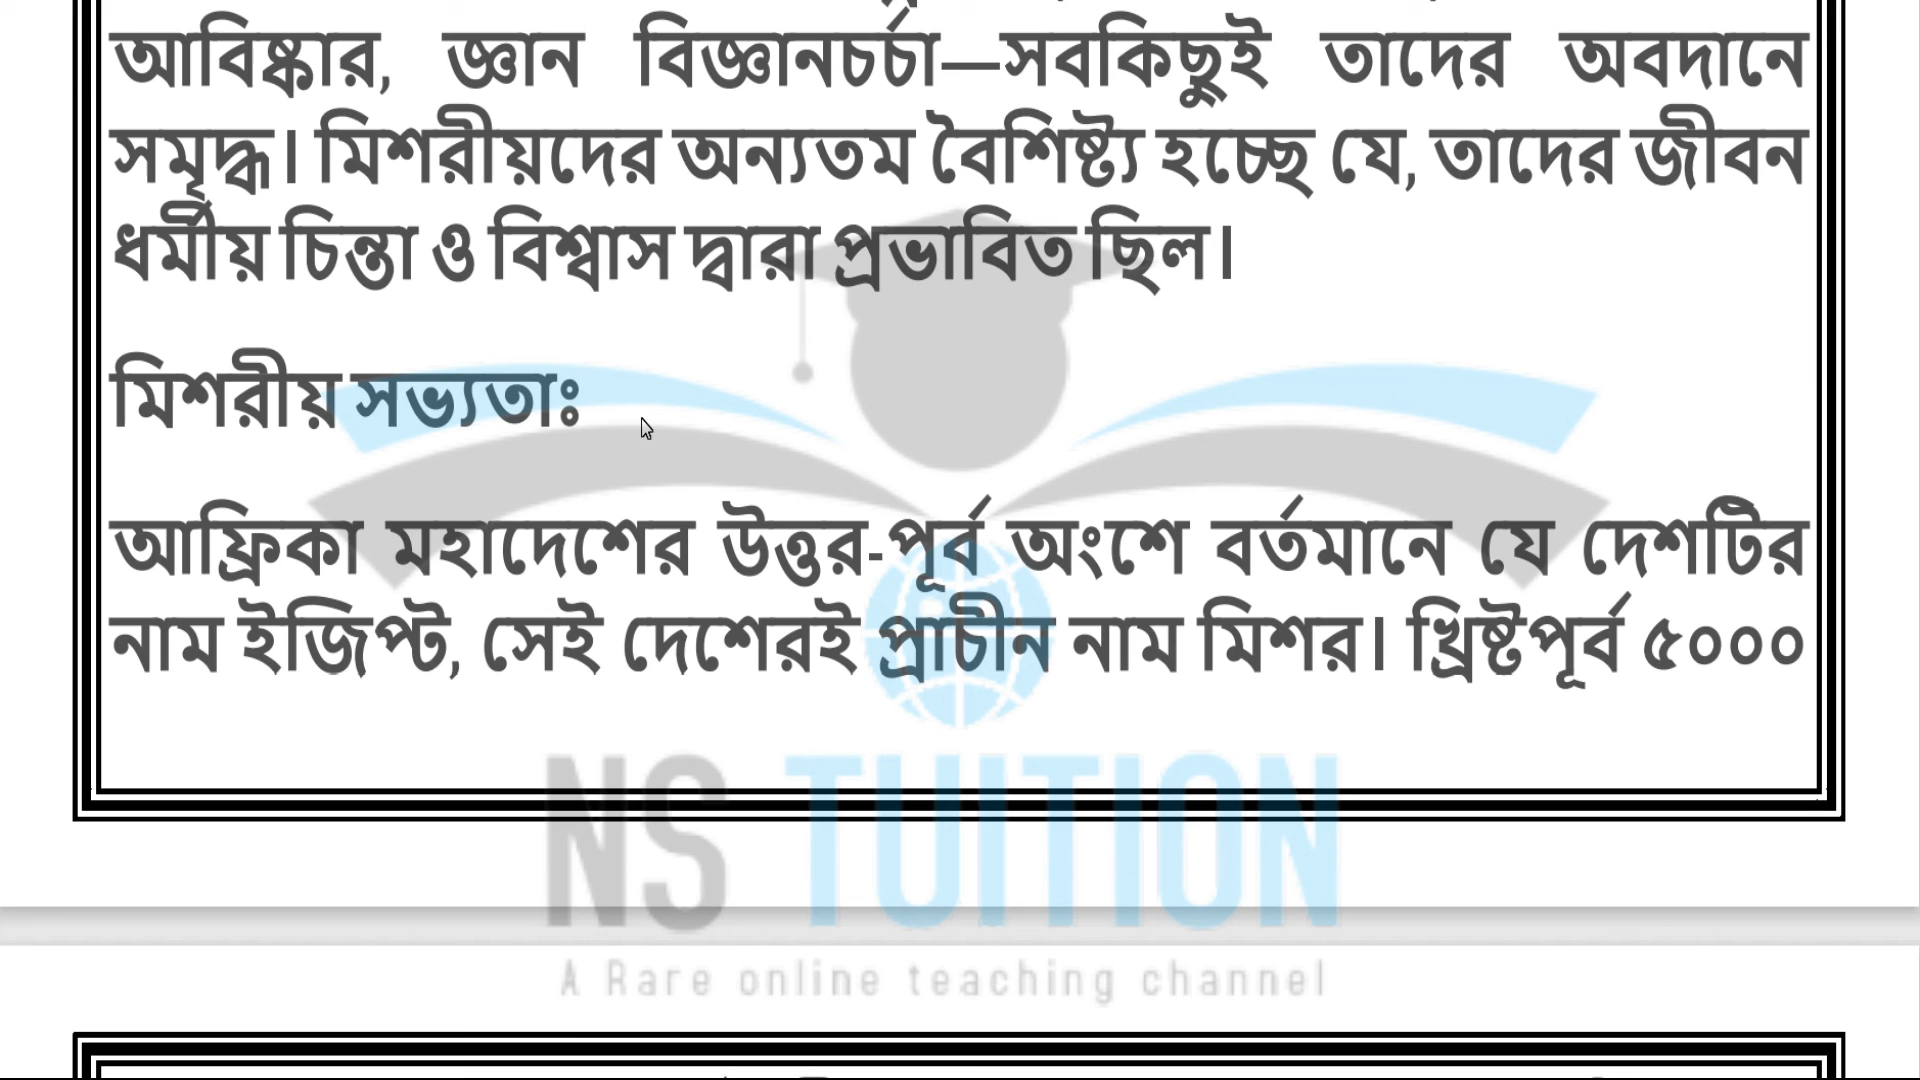 আবিষ্কার, জ্ঞান বিজ্ঞানচর্চা—সবকিছুই তাদের অবদানে
সমৃদ্ধ। মিশরীয়দের অন্যতম বৈশিষ্ট্য হচ্ছে যে, তাদের জীবন
ধর্মীয় চিন্তা ও বিশ্বাস দ্বারা প্রভাবিত ছিল।
মিশরীয় সভ্যতাঃ
আফ্রিকা মহাদেশের উত্তর-পূর্ব অংশে বর্তমানে যে দেশটির
নাম ইজিপ্ট, সেই দেশেরই প্রাচীন নাম মিশর। খ্রিষ্টপূর্ব ৫০০০
NS TUITION
A Rare online teaching channel